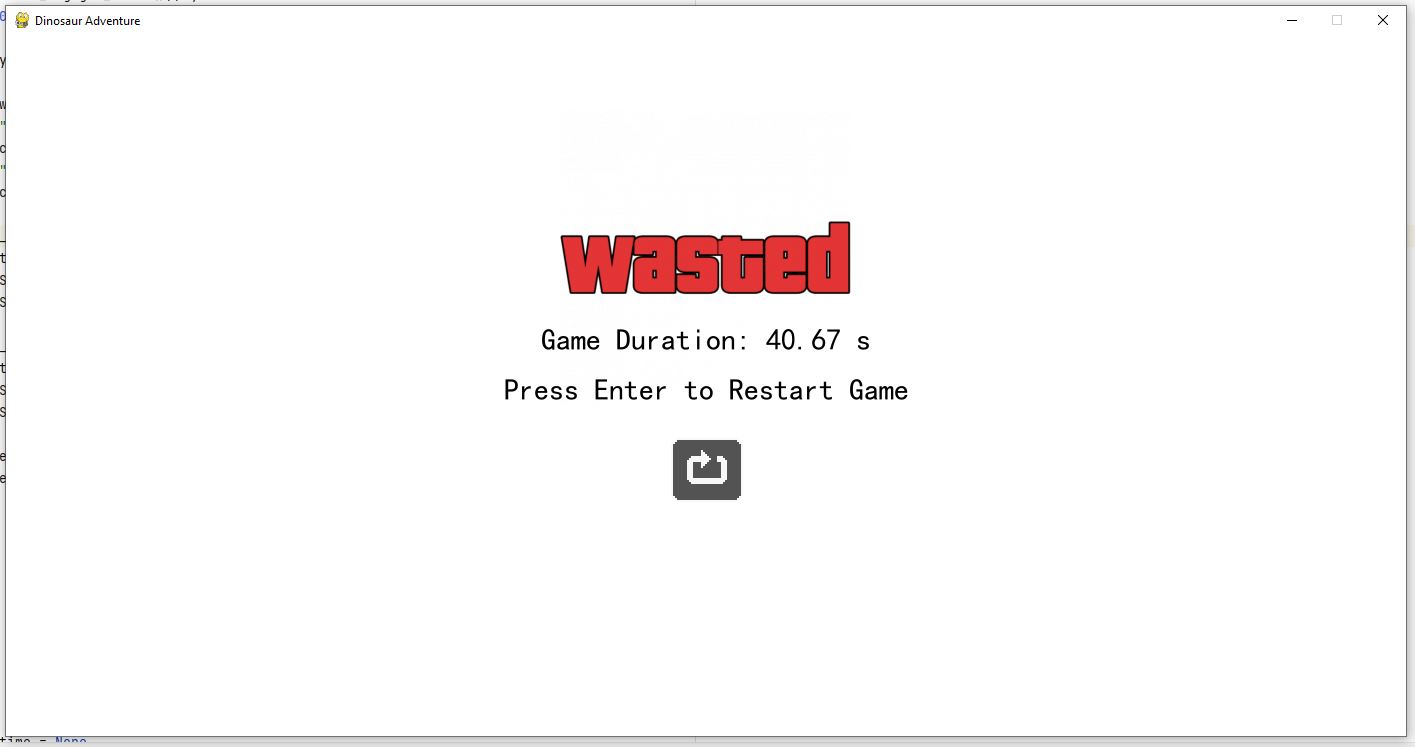 Dinosaur Adventure
wasted
Game Duration: 40.67 s
Press Enter to Restart Game